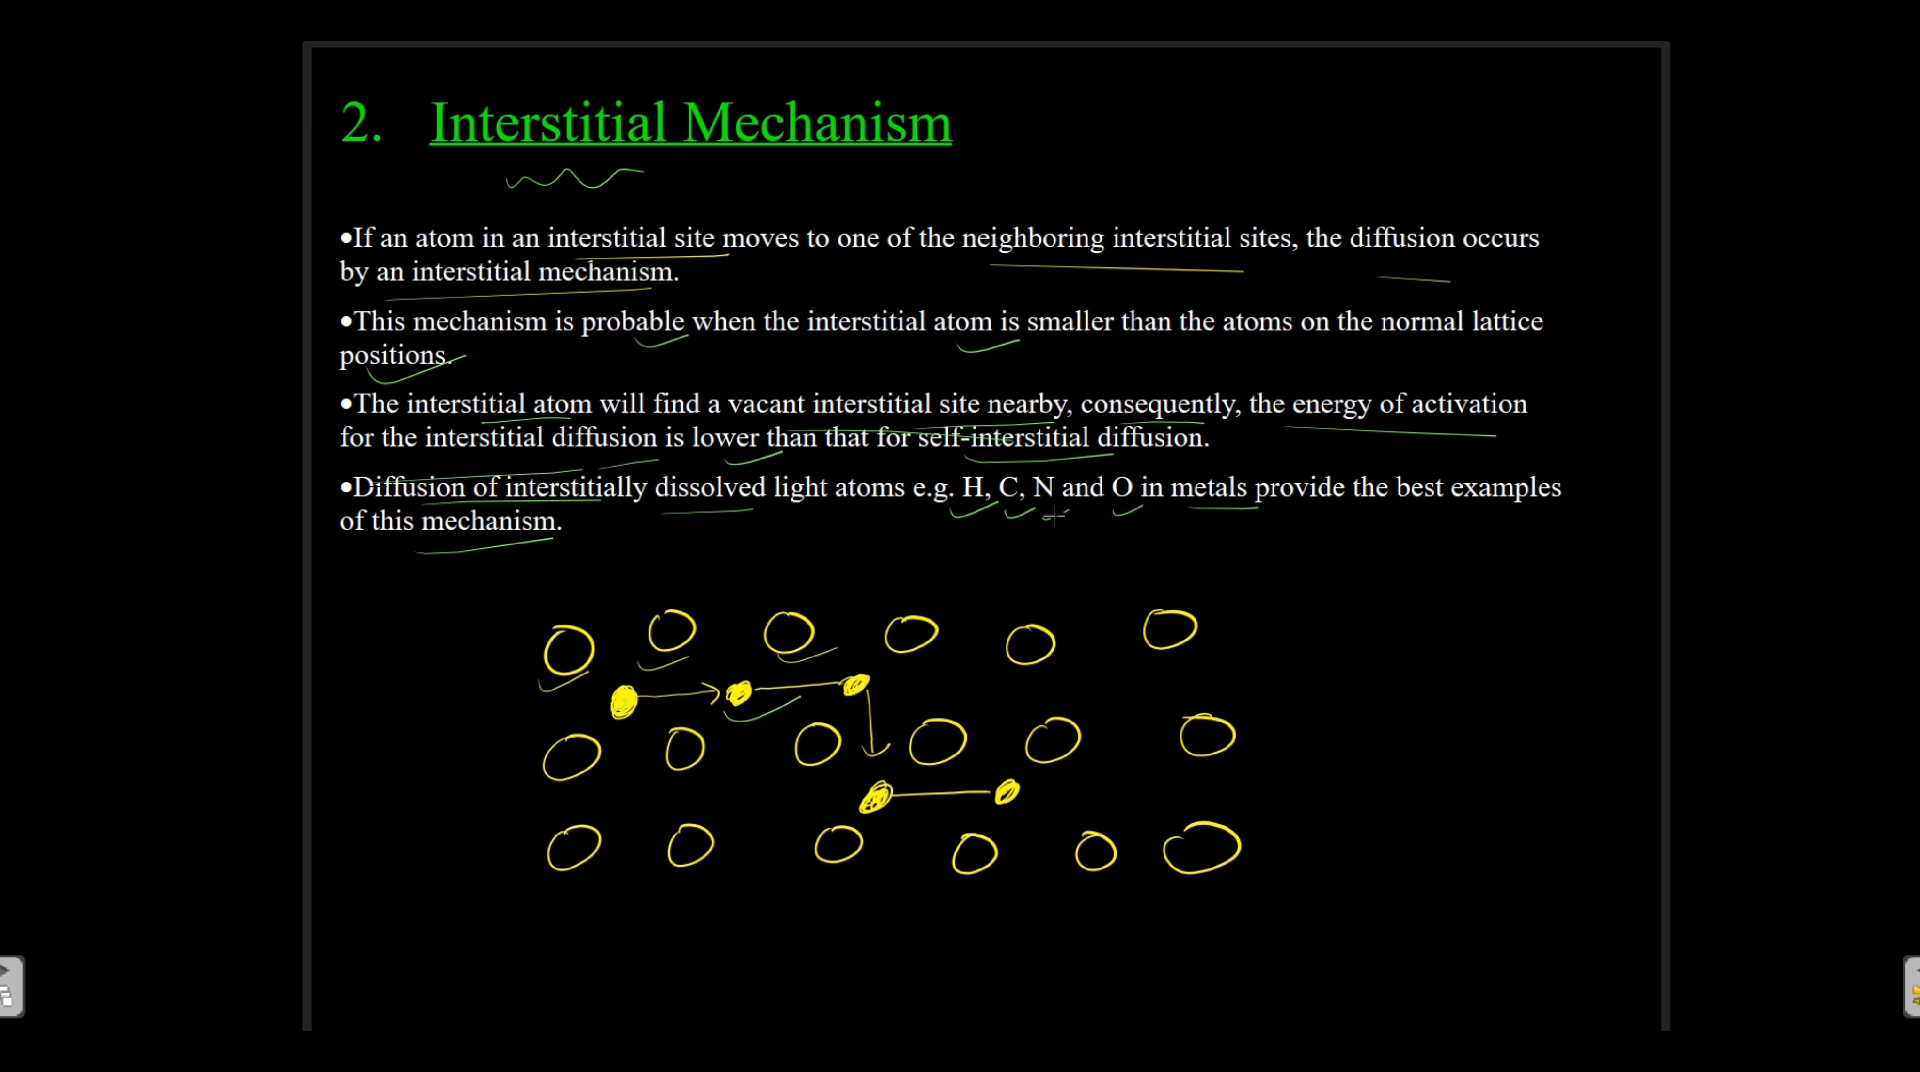 2. Interstitial Mechanism
•If an atom in an interstitial site moves to one of the neighboring interstitial sites, the diffusion occurs
by an interstitial mechanism.
•This mechanism is probable when the interstitial atom is smaller than the atoms on the normal lattice
positions.
•The interstitial atom will find a vacant interstitial site nearby, consequently, the energy of activation
for the interstitial diffusion is lower than that for self-interstitial diffusion.
•Diffusion of interstitially dissolved light atoms e.g. H, C, N and O in metals provide the best examples
of this mechanism.